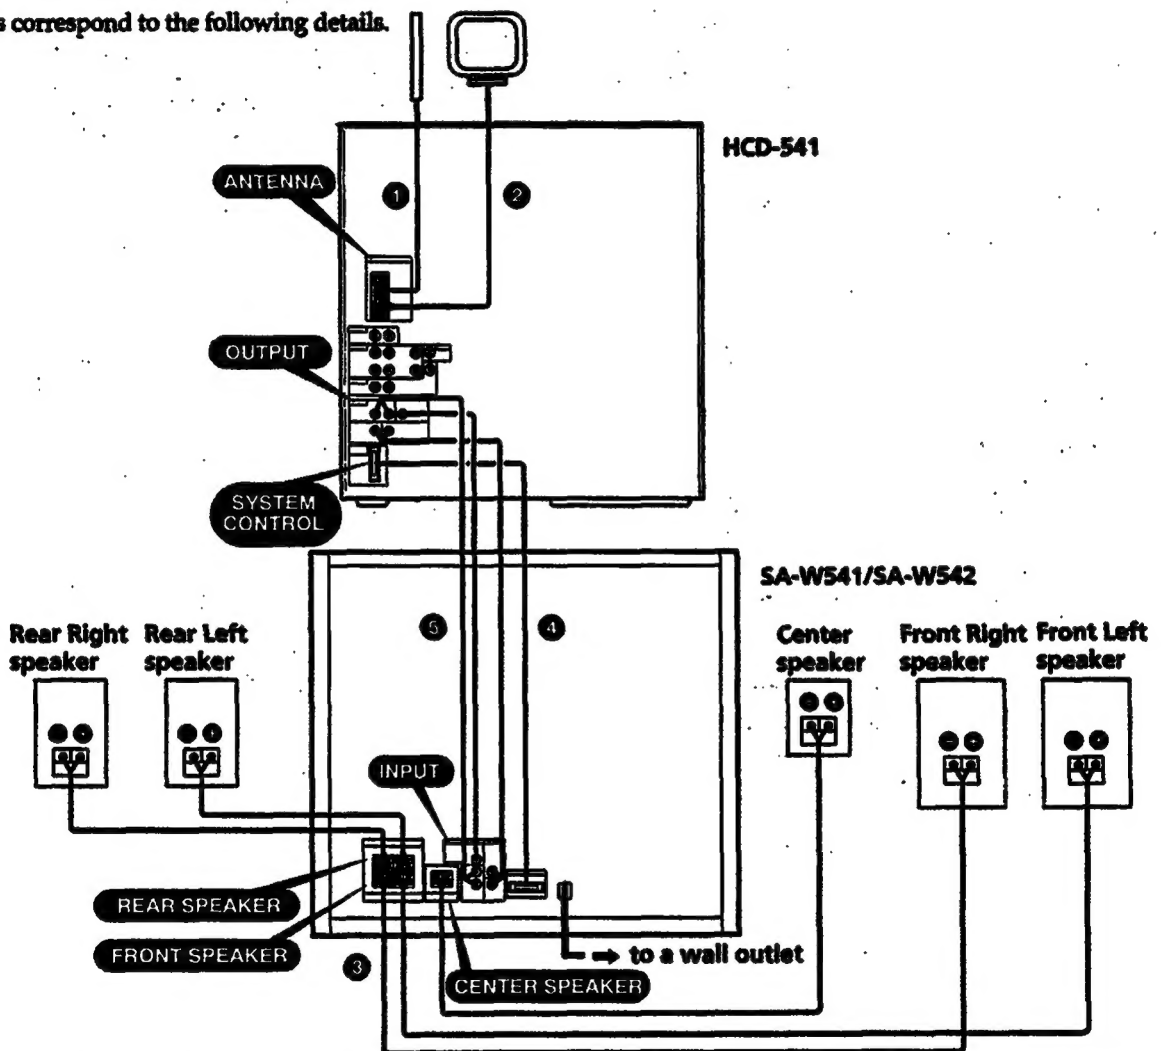 s correspond to the following details.
HCD-541
ANTENNA
1
2
OUTPUT
SYSTEM
CONTROL
SA-W541/SA-W542
5
4
Rear Right
speaker
Rear Left
speaker
Center
speaker
Front Right
speaker
Front Left
speaker
INPUT
REAR SPEAKER
FRONT SPEAKER
3
CENTER SPEAKER
to a wall outlet